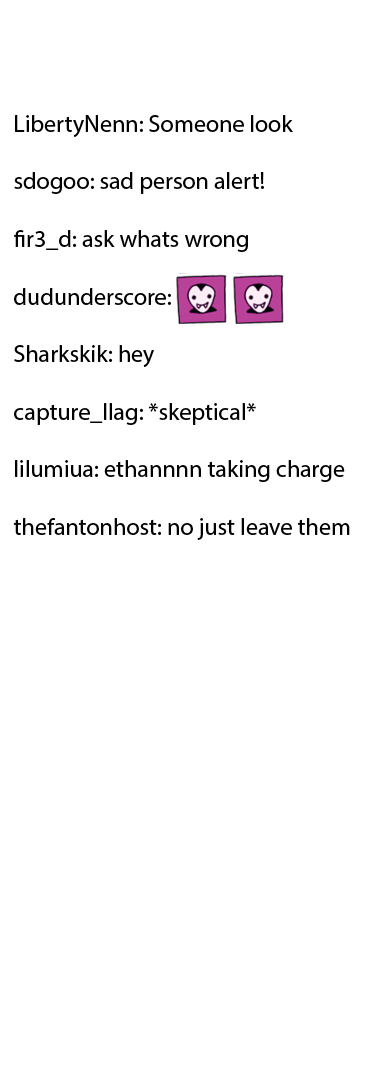 LibertyNenn: Someone look
sdogoo: sad person alert!
fir3_d: ask whats wrong
dudunderscore:
Sharkskik: hey
capture_llag: *skeptical*
lilumiua: ethannnn taking charge
thefantonhost: no just leave them